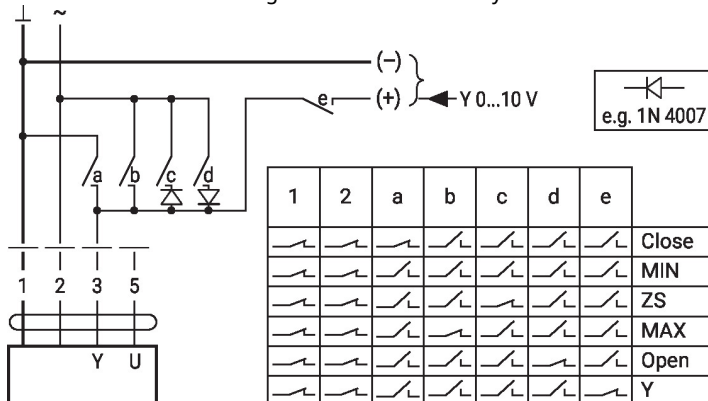 ⊥ ~
(–)
e (+) Y 0...10 V
e.g. 1N 4007
a b c d
1 2 a b c d e
Close
MIN
1 2 3 5 ZS
MAX
Y U Open
Y